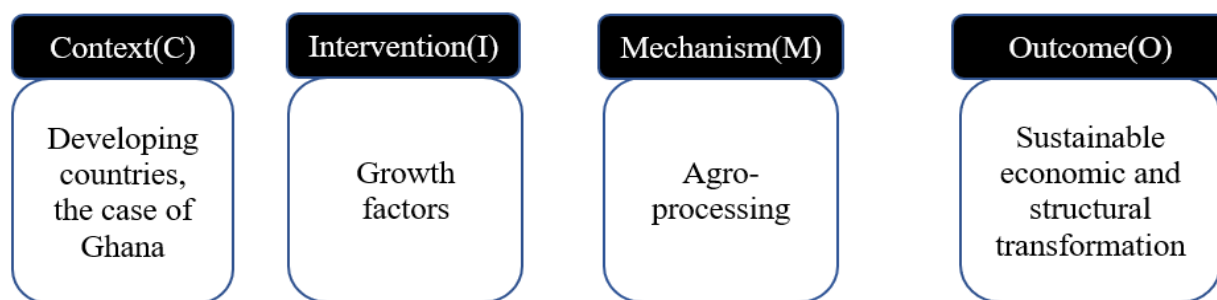 Context(C)
Developing
countries,
the case of
Ghana
Intervention(I)
Growth
factors
Mechanism(M)
Agro-
processing
Outcome(O)
Sustainable
economic and
structural
transformation